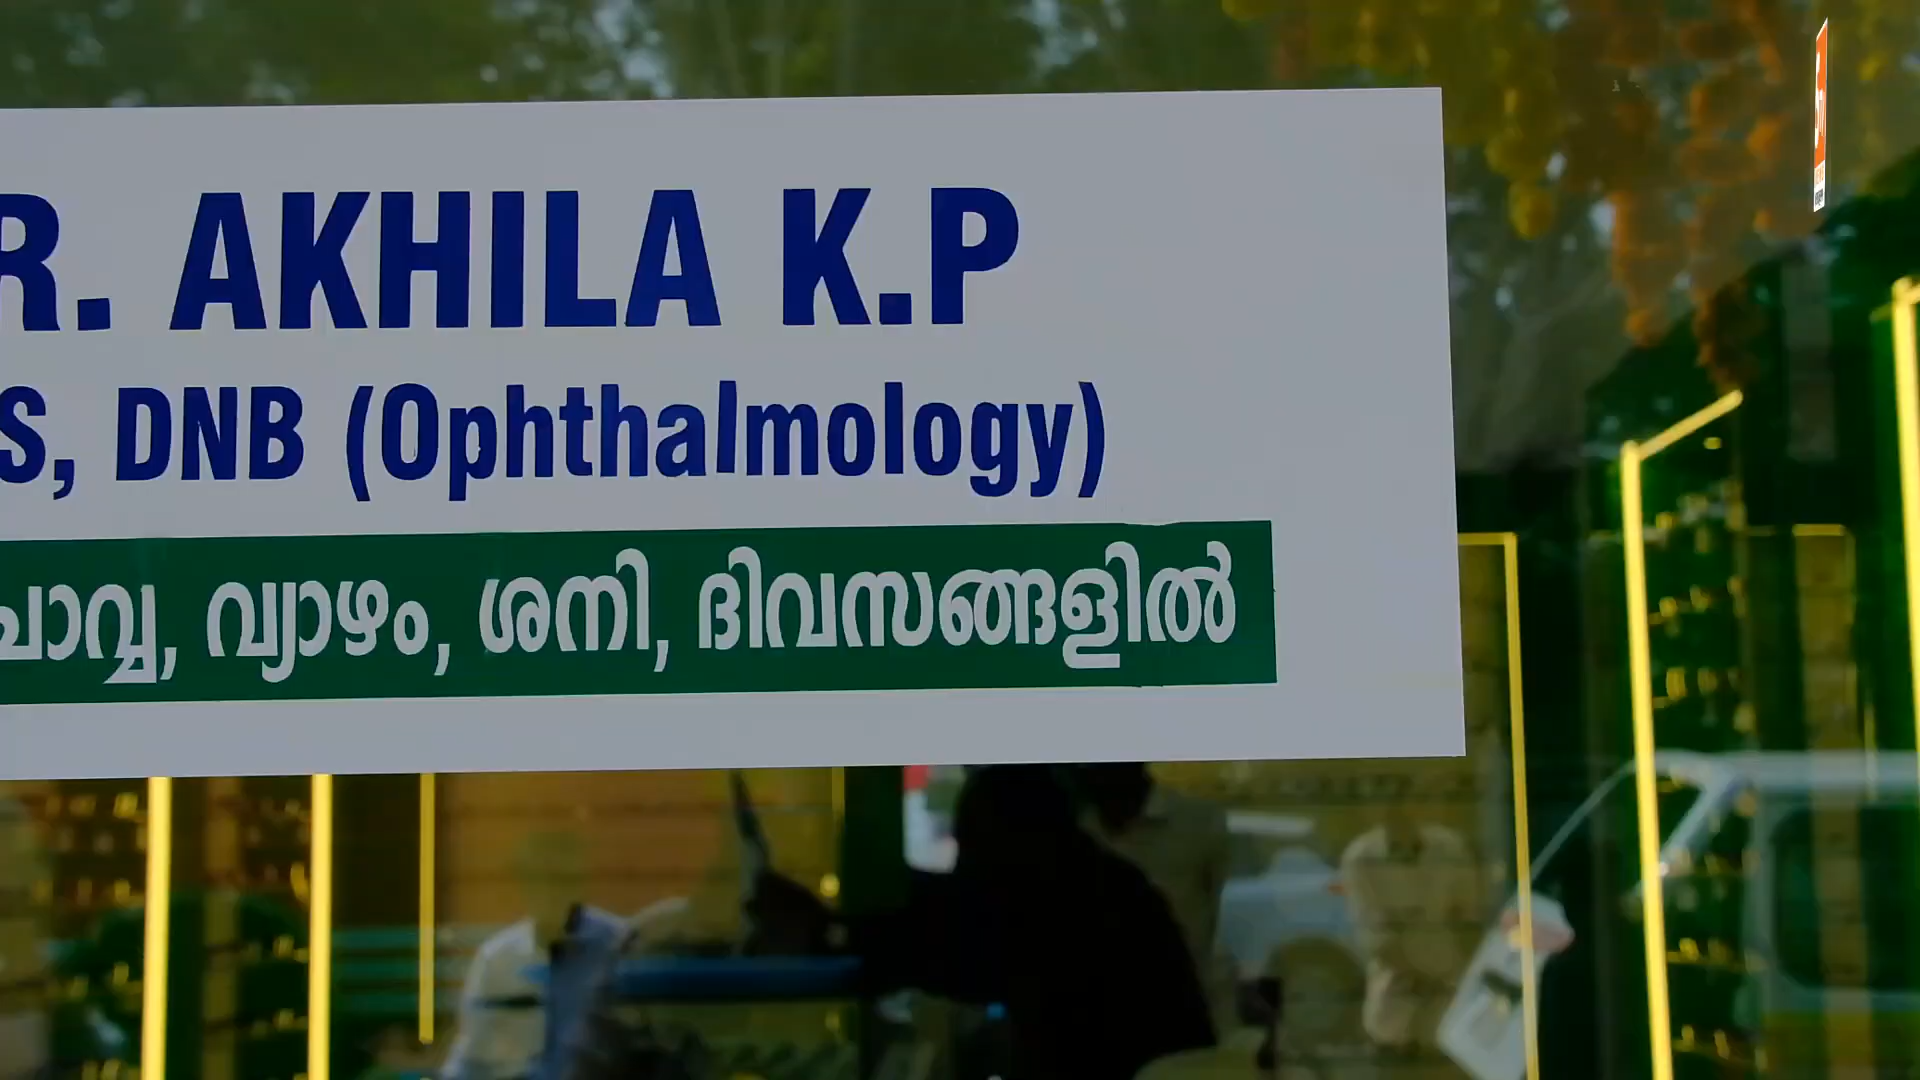 R. AKHILA K.P
S, DNB (Ophthalmology)
ചൊവ്വ, വ്യാഴം, ശനി, ദിവസങ്ങളിൽ